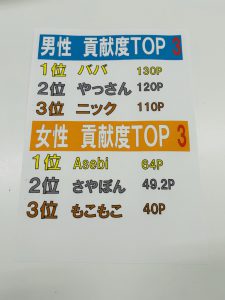 男性 貢献度TOP 3
1位 ババ 130P
2位 やっさん 120P
3位 ニック 110P
女性 貢献度TOP 3
1位 Asebi 64P
2位 さやぽん 49.2P
3位 もこもこ 40P